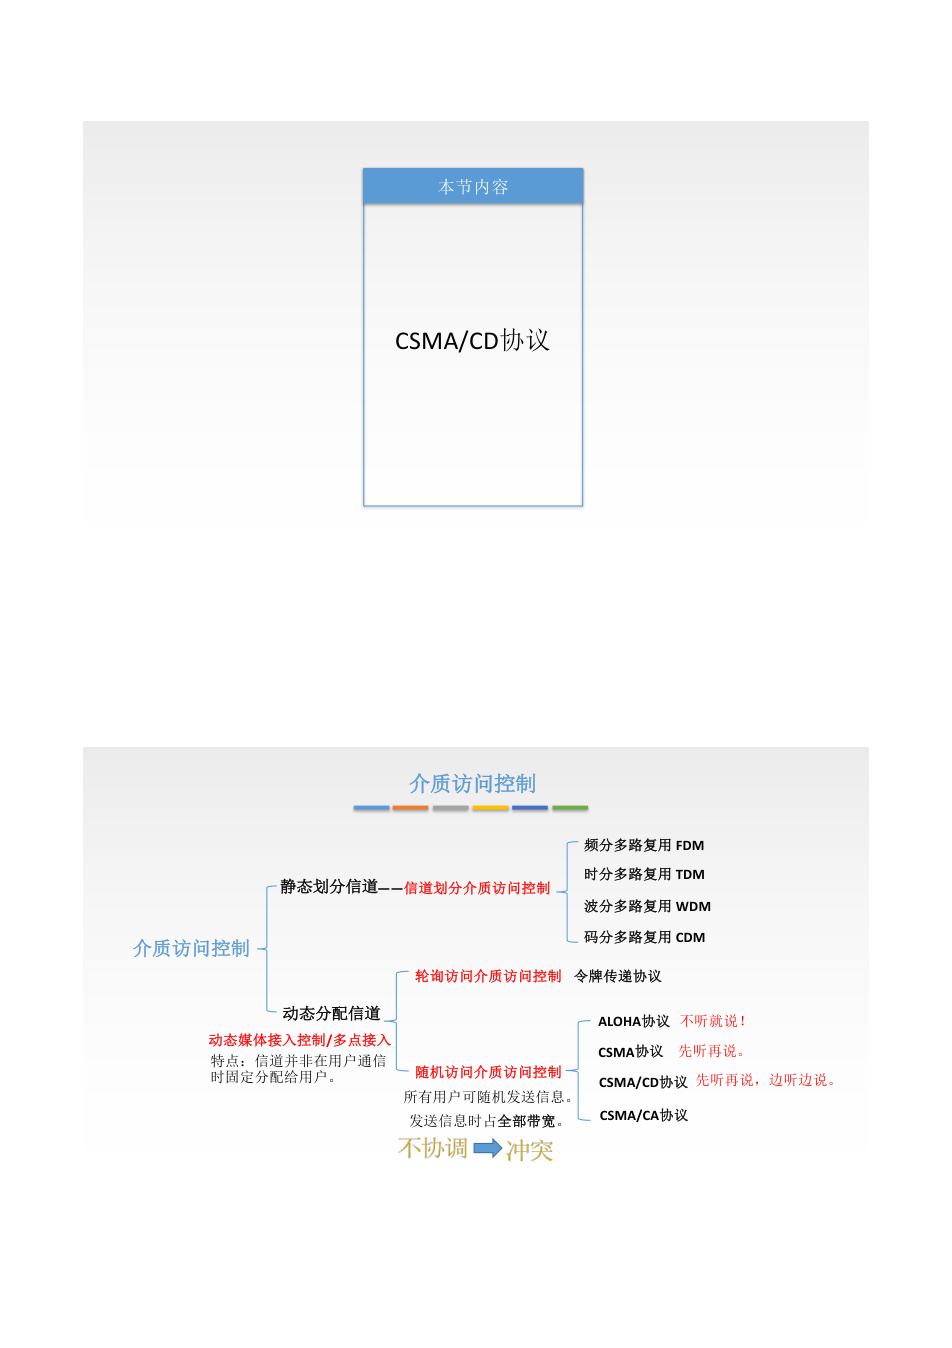 本节内容
CSMA/CD协议
介质访问控制
介质访问控制
静态划分信道——信道划分介质访问控制
频分多路复用 FDM
时分多路复用 TDM
波分多路复用 WDM
码分多路复用 CDM
动态分配信道
动态媒体接入控制/多点接入
特点：信道并非在用户通信
时固定分配给用户。
轮询访问介质访问控制 令牌传递协议
随机访问介质访问控制
所有用户可随机发送信息。
发送信息时占全部带宽。
ALOHA协议 不听就说！
CSMA协议 先听再说。
CSMA/CD协议 先听再说，边听边说。
CSMA/CA协议
不协调 冲突